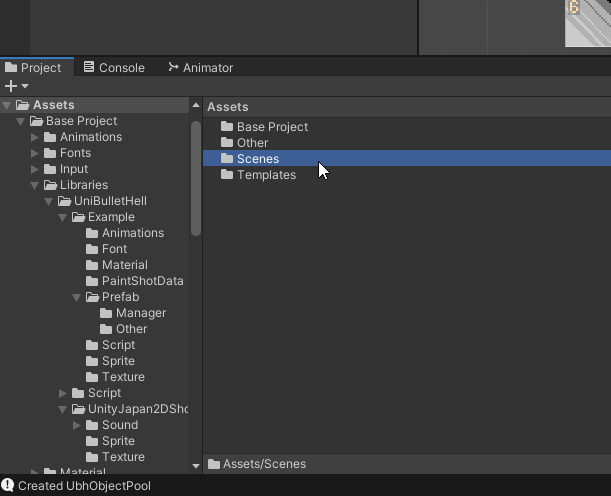 6
Project
Console
Animator
Assets
Base Project
Animations
Fonts
Input
Libraries
UniBulletHell
Example
Animations
Font
Material
PaintShotData
Prefab
Manager
Other
Script
Sprite
Texture
Script
UnityJapan2DSho
Sound
Sprite
Texture
Material
Assets
Base Project
Other
Scenes
Templates
Assets/Scenes
Created UbhObjectPool